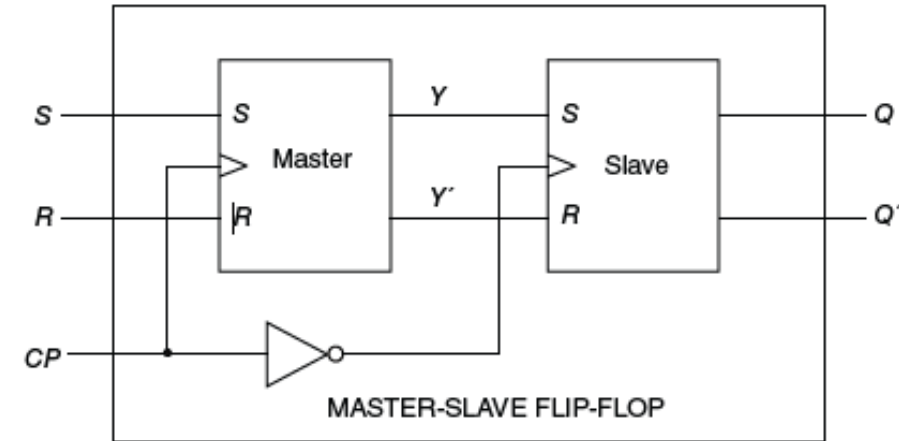 Y
S S S Q
Master Slave
Y′
R R R Q′
CP
MASTER-SLAVE FLIP-FLOP